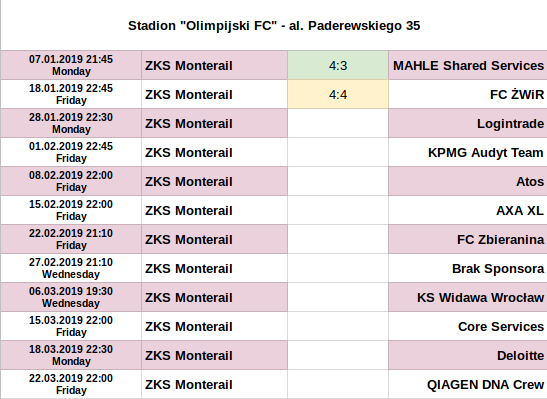 Stadion "Olimpijski FC" - al. Paderewskiego 35
07.01.2019 21:45
Monday
ZKS Monterail
4:3
MAHLE Shared Services
18.01.2019 22:45
Friday
ZKS Monterail
4:4
FC ŻWiR
28.01.2019 22:30
Monday
ZKS Monterail
Logintrade
01.02.2019 22:45
Friday
ZKS Monterail
KPMG Audyt Team
08.02.2019 22:00
Friday
ZKS Monterail
Atos
15.02.2019 22:00
Friday
ZKS Monterail
AXA XL
22.02.2019 21:10
Friday
ZKS Monterail
FC Zbieranina
27.02.2019 21:10
Wednesday
ZKS Monterail
Brak Sponsora
06.03.2019 19:30
Wednesday
ZKS Monterail
KS Widawa Wrocław
15.03.2019 22:00
Friday
ZKS Monterail
Core Services
18.03.2019 22:30
Monday
ZKS Monterail
Deloitte
22.03.2019 22:00
Friday
ZKS Monterail
QIAGEN DNA Crew